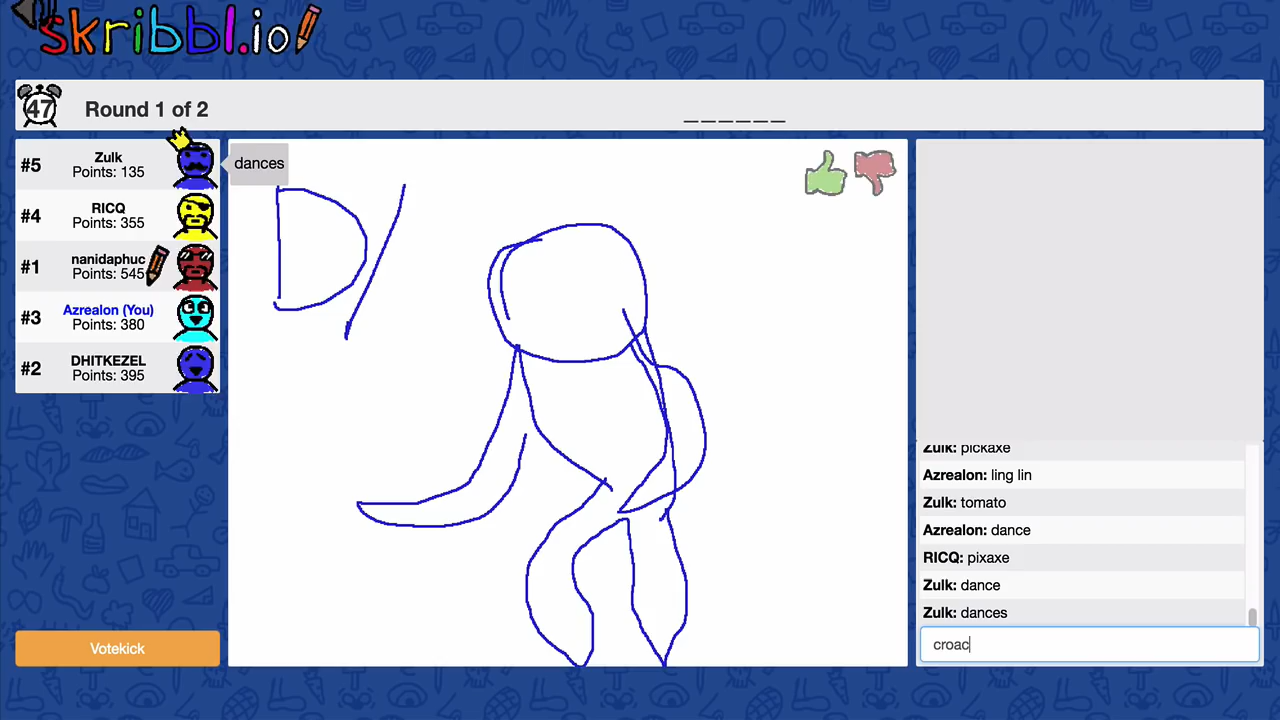 skribbl.io
47
Round 1 of 2
______
#5
Zulk
Points: 135
dances
#4
RICQ
Points: 355
#1
nanidaphuc
Points: 545
#3
Azrealon (You)
Points: 380
#2
DHITKEZEL
Points: 395
Votekick
D/
Zulk: pickaxe
Azrealon: ling lin
Zulk: tomato
Azrealon: dance
RICQ: pixaxe
Zulk: dance
Zulk: dances
croac